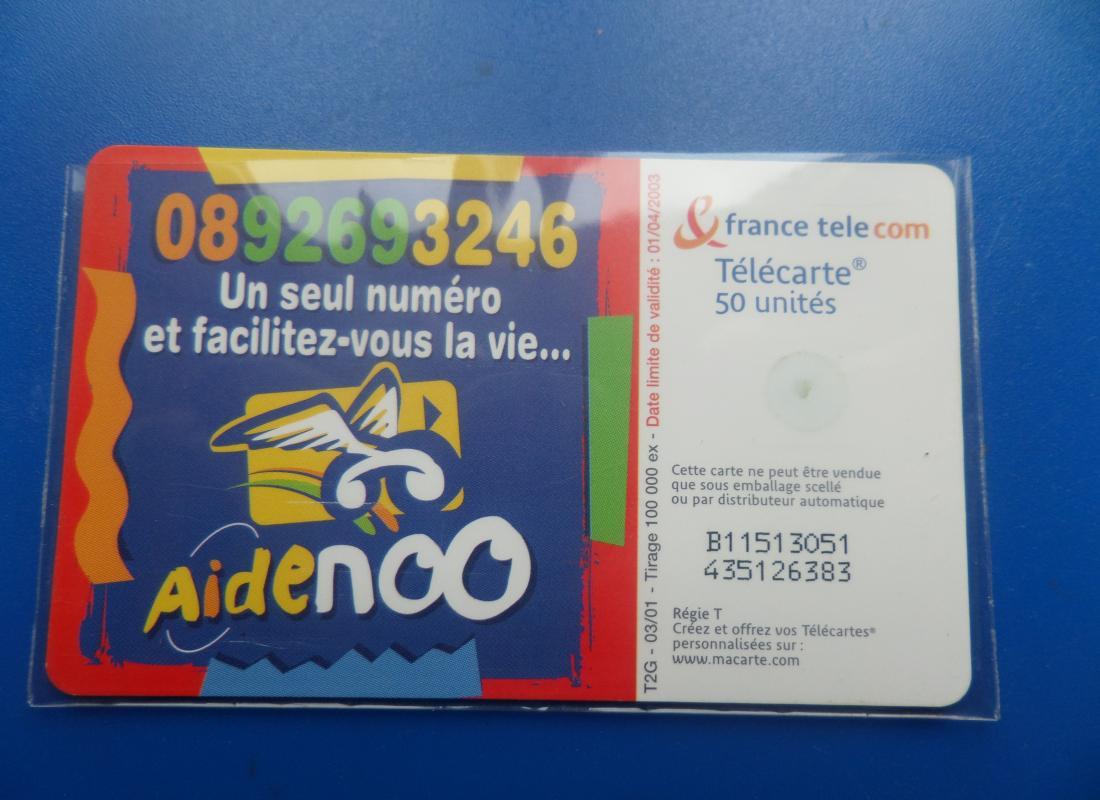 0892693246
Un seul numéro
et facilitez-vous la vie...
Aidenoo
T2G - 03/01 - Tirage 100 000 ex - Date limite de validité : 01/04/2003
france telecom
Télécarte®
50 unités
Cette carte ne peut être vendue
que sous emballage scellé
ou par distributeur automatique
B11513051
435126383
Régie T
Créez et offrez vos Télécartes®
personnalisées sur :
www.macarte.com